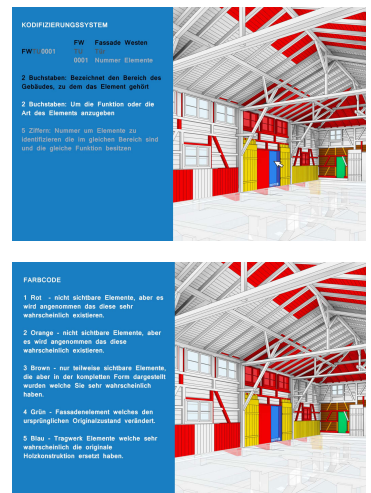 KODIFIZIERUNGSSYSTEM
FW Fassade Westen
FWTU0001 TU Tür
0001 Nummer Elemente
2 Buchstaben: Bezeichnet den Bereich des
Gebäudes, zu dem das Element gehört
2 Buchstaben: Um die Funktion oder die
Art des Elements anzugeben
5 Ziffern: Nummer um Elemente zu
identifizieren die im gleichen Bereich sind
und die gleiche Funktion besitzen
FARBCODE
1 Rot - nicht sichtbare Elemente, aber es
wird angenommen das diese sehr
wahrscheinlich existieren.
2 Orange - nicht sichtbare Elemente, aber
es wird angenommen das diese
wahrscheinlich existieren.
3 Brown - nur teilweise sichtbare Elemente,
die aber in der kompletten Form dargestellt
wurden welche Sie sehr wahrscheinlich
haben.
4 Grün - Fassadenelement welches den
ursprünglichen Originalzustand verändert.
5 Blau - Tragwerk Elemente welche sehr
wahrscheinlich die originale
Holzkonstruktion ersetzt haben.